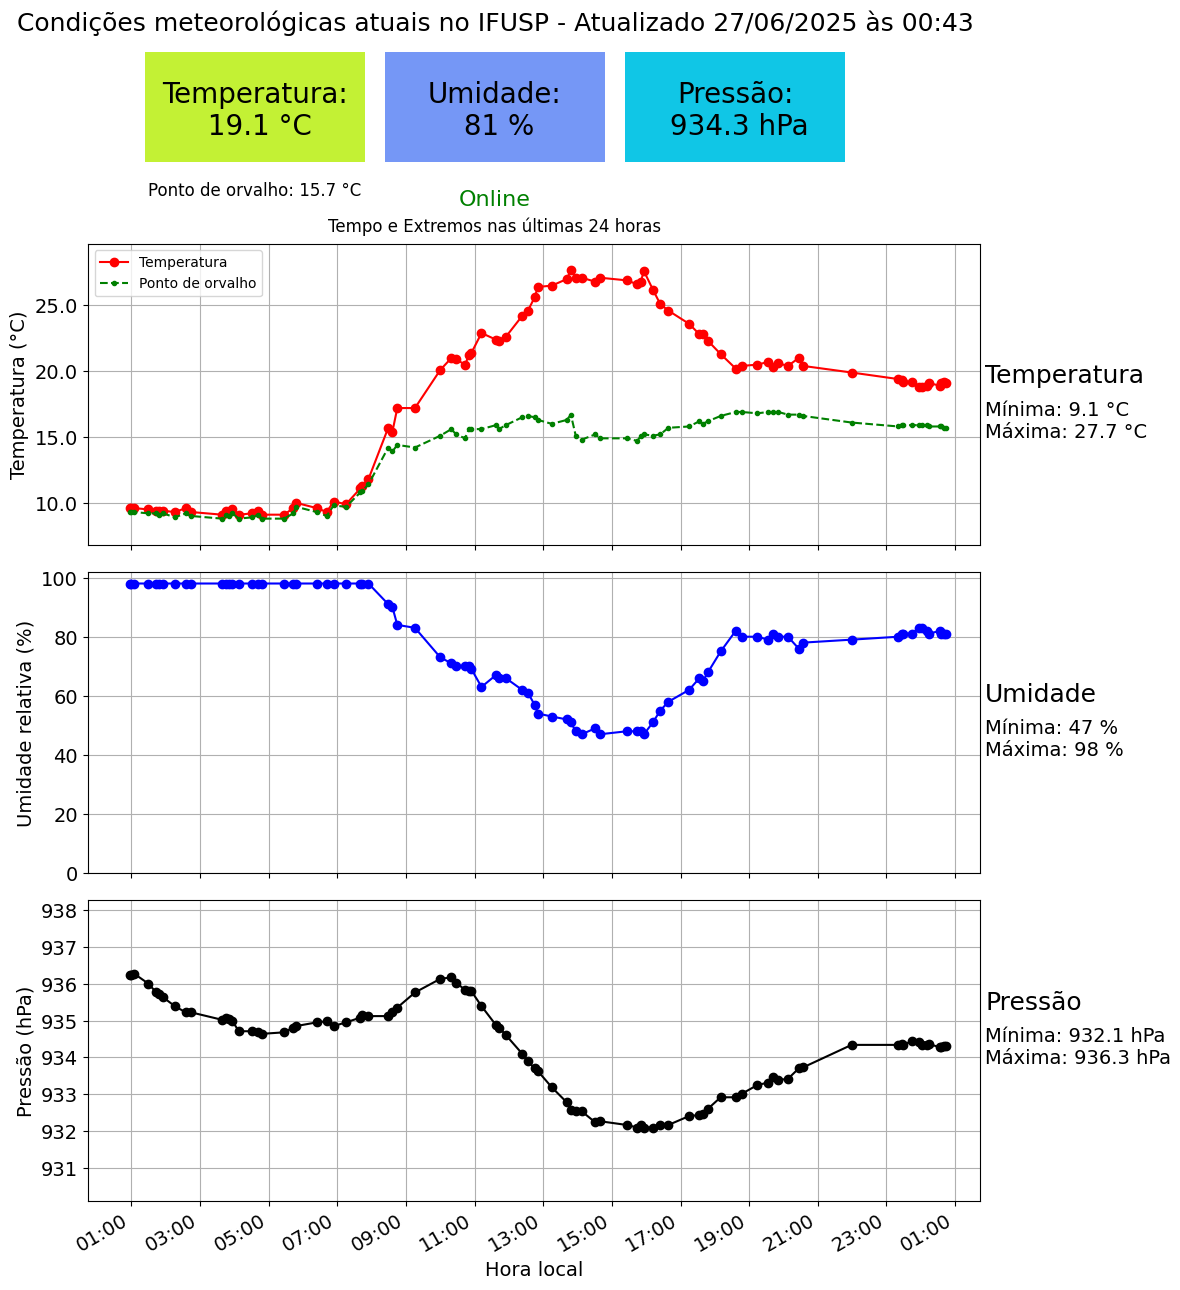 Condições meteorológicas atuais no IFUSP - Atualizado 27/06/2025 às 00:43
Temperatura:
19.1 °C
Umidade:
81 %
Pressão:
934.3 hPa
Ponto de orvalho: 15.7 °C
Online
Tempo e Extremos nas últimas 24 horas
Temperatura
Ponto de orvalho
Temperatura (°C)
25.0
20.0
15.0
10.0
Temperatura
Mínima: 9.1 °C
Máxima: 27.7 °C
Umidade relativa (%)
100
80
60
40
20
0
Umidade
Mínima: 47 %
Máxima: 98 %
Pressão (hPa)
938
937
936
935
934
933
932
931
Pressão
Mínima: 932.1 hPa
Máxima: 936.3 hPa
01:00
03:00
05:00
07:00
09:00
11:00
13:00
15:00
17:00
19:00
21:00
23:00
01:00
Hora local